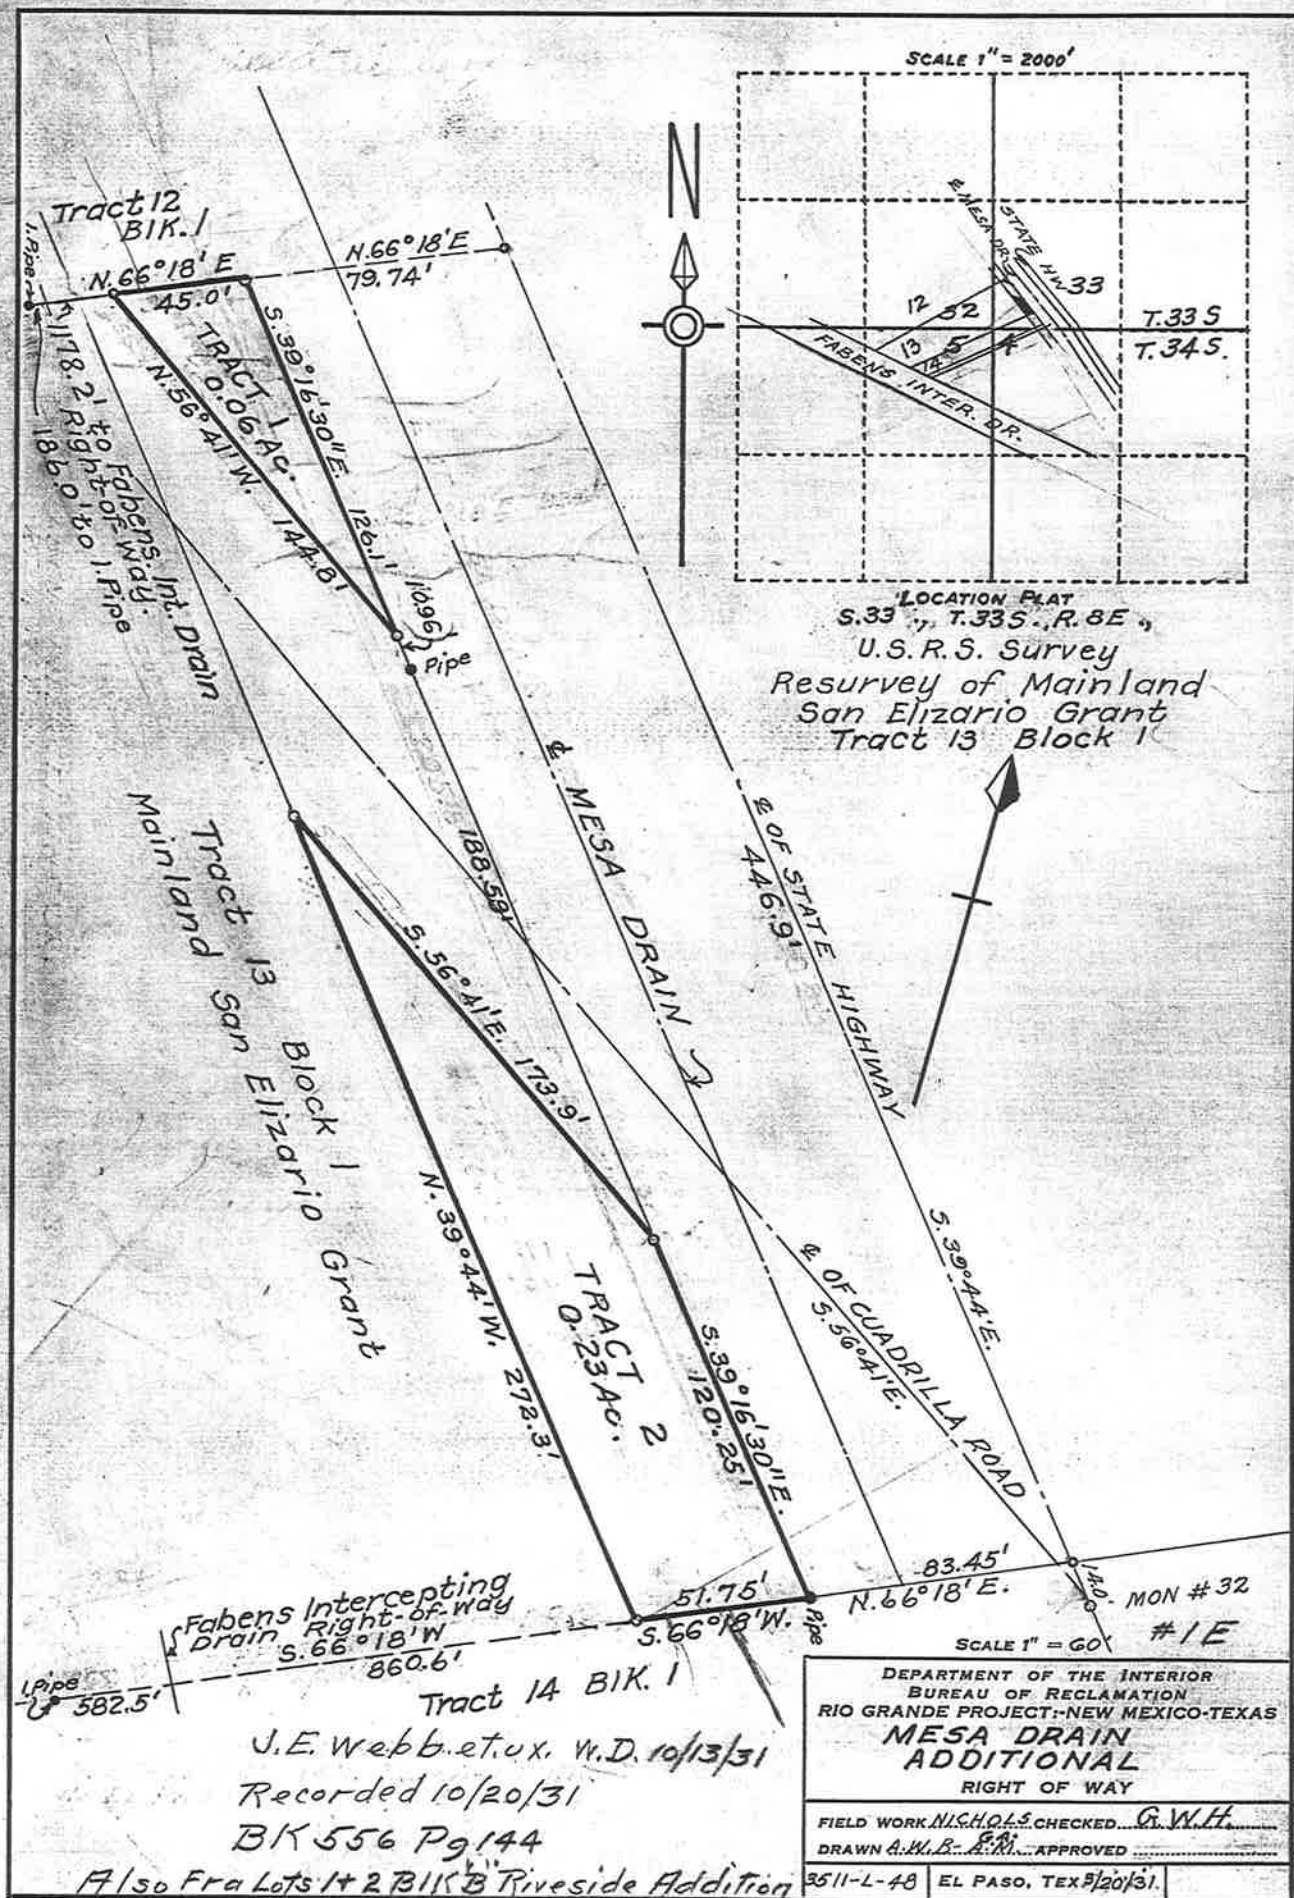 SCALE 1" = 2000'
¢ MESA DR.
STATE HW
33
12
32
13
5
4
14
T.33 S
T.34 S.
FABENS INTER. DR.
LOCATION PLAT
S.33 ., T.33S., R.8E.,
U.S.R.S. Survey
Resurvey of Mainland
San Elizario Grant
Tract 13 Block 1
N
Tract 12
Blk. 1
I. Pipe
N.66°18' E
45.0'
N.66°18'E
79.74'
1178.2' to Fabens. Int. Drain
Right-of-Way.
186.0' to I. Pipe
TRACT 1
0.06 Ac.
S.39°16'30"E.
126.1'
N.56°41' W.
144.8'
10.96'
Pipe
188.59'
¢ MESA DRAIN
¢ OF STATE HIGHWAY
446.9'
S.39°44'E.
Tract 13 Block 1
Mainland San Elizario Grant
S.56°41'E. 173.9'
N.39°44'W. 272.3'
TRACT 2
0.23 Ac.
S.39°16'30"E.
120.25'
¢ OF CUADRILLA ROAD
S.56°41'E.
83.45'
N.66°18'E.
14.0
MON #32
#1E
51.75'
S.66°18'W.
Pipe
Fabens Intercepting
Drain Right-of-Way
S.66°18'W
860.6'
I. Pipe
582.5'
Tract 14 Blk. 1
SCALE 1" = 60'
J.E. Webb. et. ux. W.D. 10/13/31
Recorded 10/20/31
BK 556 Pg 144
Also Fra Lots 1+2 Blk "B" Riveside Addition
DEPARTMENT OF THE INTERIOR
BUREAU OF RECLAMATION
RIO GRANDE PROJECT:-NEW MEXICO-TEXAS
MESA DRAIN
ADDITIONAL
RIGHT OF WAY
FIELD WORK NICHOLS CHECKED G.W.H.
DRAWN A.W.B- APPROVED
3511-L-48 EL PASO, TEX 5/20/31.